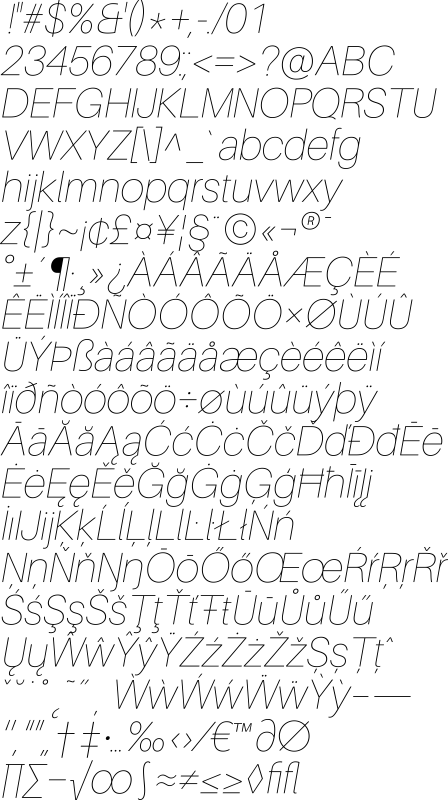 !"#$%&'()*+,-./01
23456789:;<=>?@ABC
DEFGHIJKLMNOPQRSTU
VWXYZ[\]^_`abcdefg
hijklmnopqrstuvwxy
z{|}~¡¢£¤¥¦§¨©«¬®¯
°±´¶·¸»¿ÀÁÂÃÄÅÆÇÈÉ
ÊËÌÍÎÏÐÑÒÓÔÕÖ×ØÙÚÛ
ÜÝÞßàáâãäåæçèéêëìí
îïðñòóôõö÷øùúûüýþÿ
ĀāĂăĄąĆćĈĉĊċČčĎďĐđĒē
ĖėĘęĚěĞğĠġĢģĦħĪīĮį
İıĲĳĶķĹĺĻļĽľĿŀŁłŃń
ŅņŇňŊŋŌōŐőŒœŔŕŖŗŘř
ŚśŞşŠšŢţŤťŦŧŪūŮůŰű
ŲųŴŵŶŷŸŹźŻżŽžȘșȚțˆ
ˇ˘˙˚˛˜˝̦ẀẁẂẃẄẅỲỳ–—
‘’‚“”„†‡•…‰‹›⁄€™∂∅
∏∑−√∞∫≈≠≤≥◊ﬁﬂ